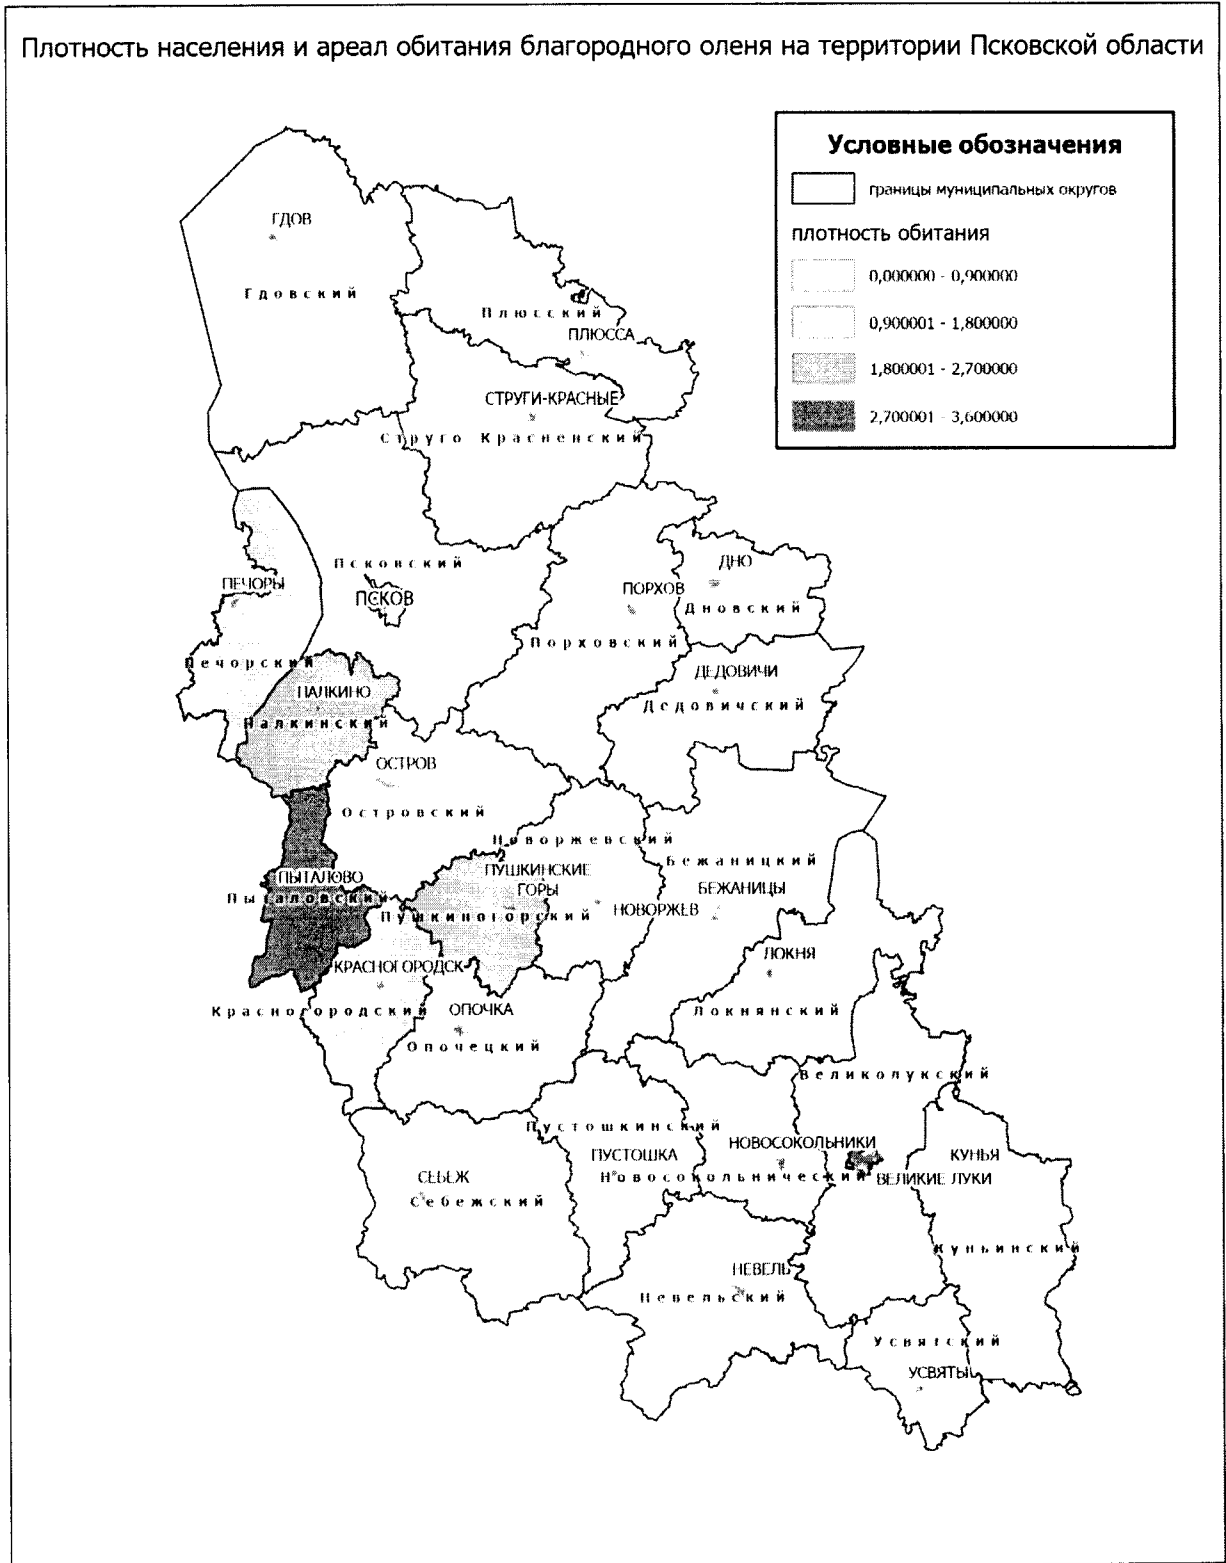 Плотность населения и ареал обитания благородного оленя на территории Псковской области
Условные обозначения
границы муниципальных округов
плотность обитания
0,000000 - 0,900000
0,900001 - 1,800000
1,800001 - 2,700000
2,700001 - 3,600000
ГДОВ
Гдовский
Плюсский
ПЛЮССА
СТРУГИ-КРАСНЫЕ
Струго Красненский
Псковский
ПСКОВ
ПЕЧОРЫ
Печорский
ПОРХОВ
Порховский
ДНО
Дновский
ДЕДОВИЧИ
Дедовичский
ПАЛКИНО
Палкинский
ОСТРОВ
Островский
Новоржевский
НОВОРЖЕВ
Бежаницкий
БЕЖАНИЦЫ
ПУШКИНСКИЕ
ГОРЫ
Пушкиногорский
ПЫТАЛОВО
Пыталовский
КРАСНОГОРОДСК
Красногородский
ОПОЧКА
Опочецкий
ЛОКНЯ
Локнянский
Великолукский
ВЕЛИКИЕ ЛУКИ
Пустошкинский
ПУСТОШКА
НОВОСОКОЛЬНИКИ
Новосокольнический
КУНЬЯ
Куньинский
СЕБЕЖ
Себежский
НЕВЕЛЬ
Невельский
Усвятский
УСВЯТЫ